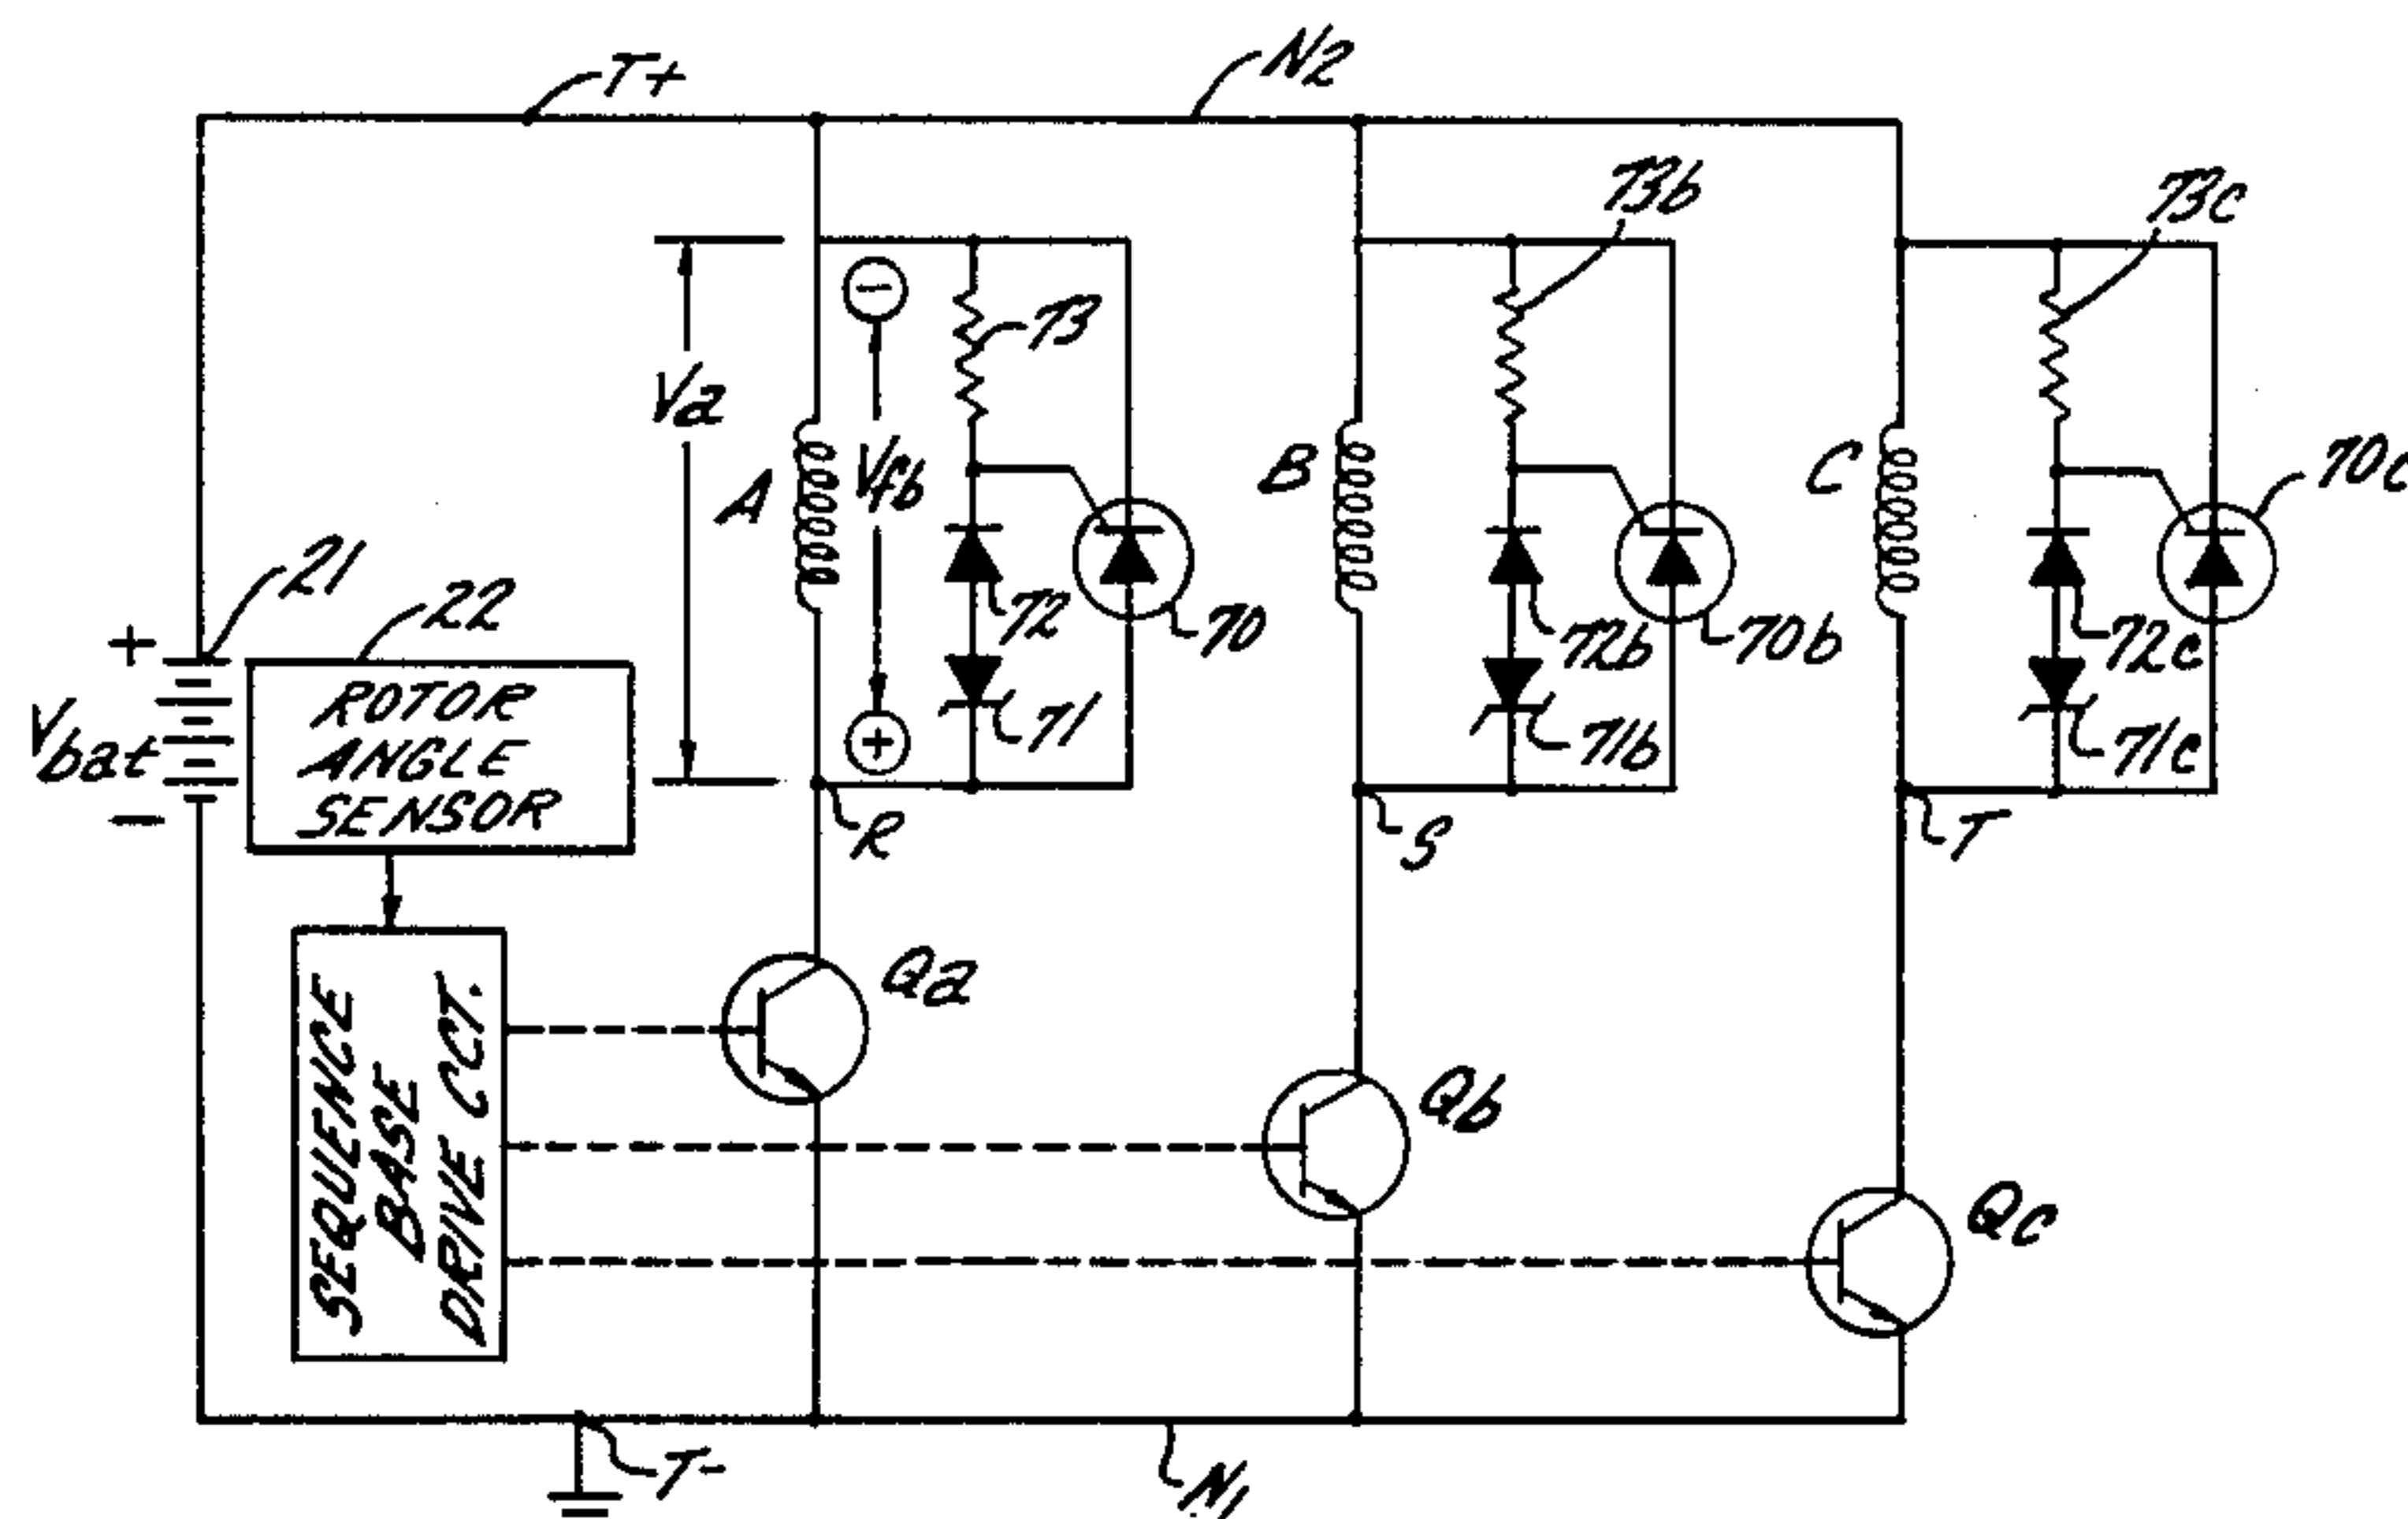 T+
N2
73b
73c
Va
−
Vfb
+
73
A
B
C
70c
72
70
72b
70b
72c
71
71b
71c
21
22
+
Vbat
−
ROTOR
ANGLE
SENSOR
R
S
T
SEQUENCE
BASE
DRIVE CCT.
Qa
Qb
Qc
T-
N1